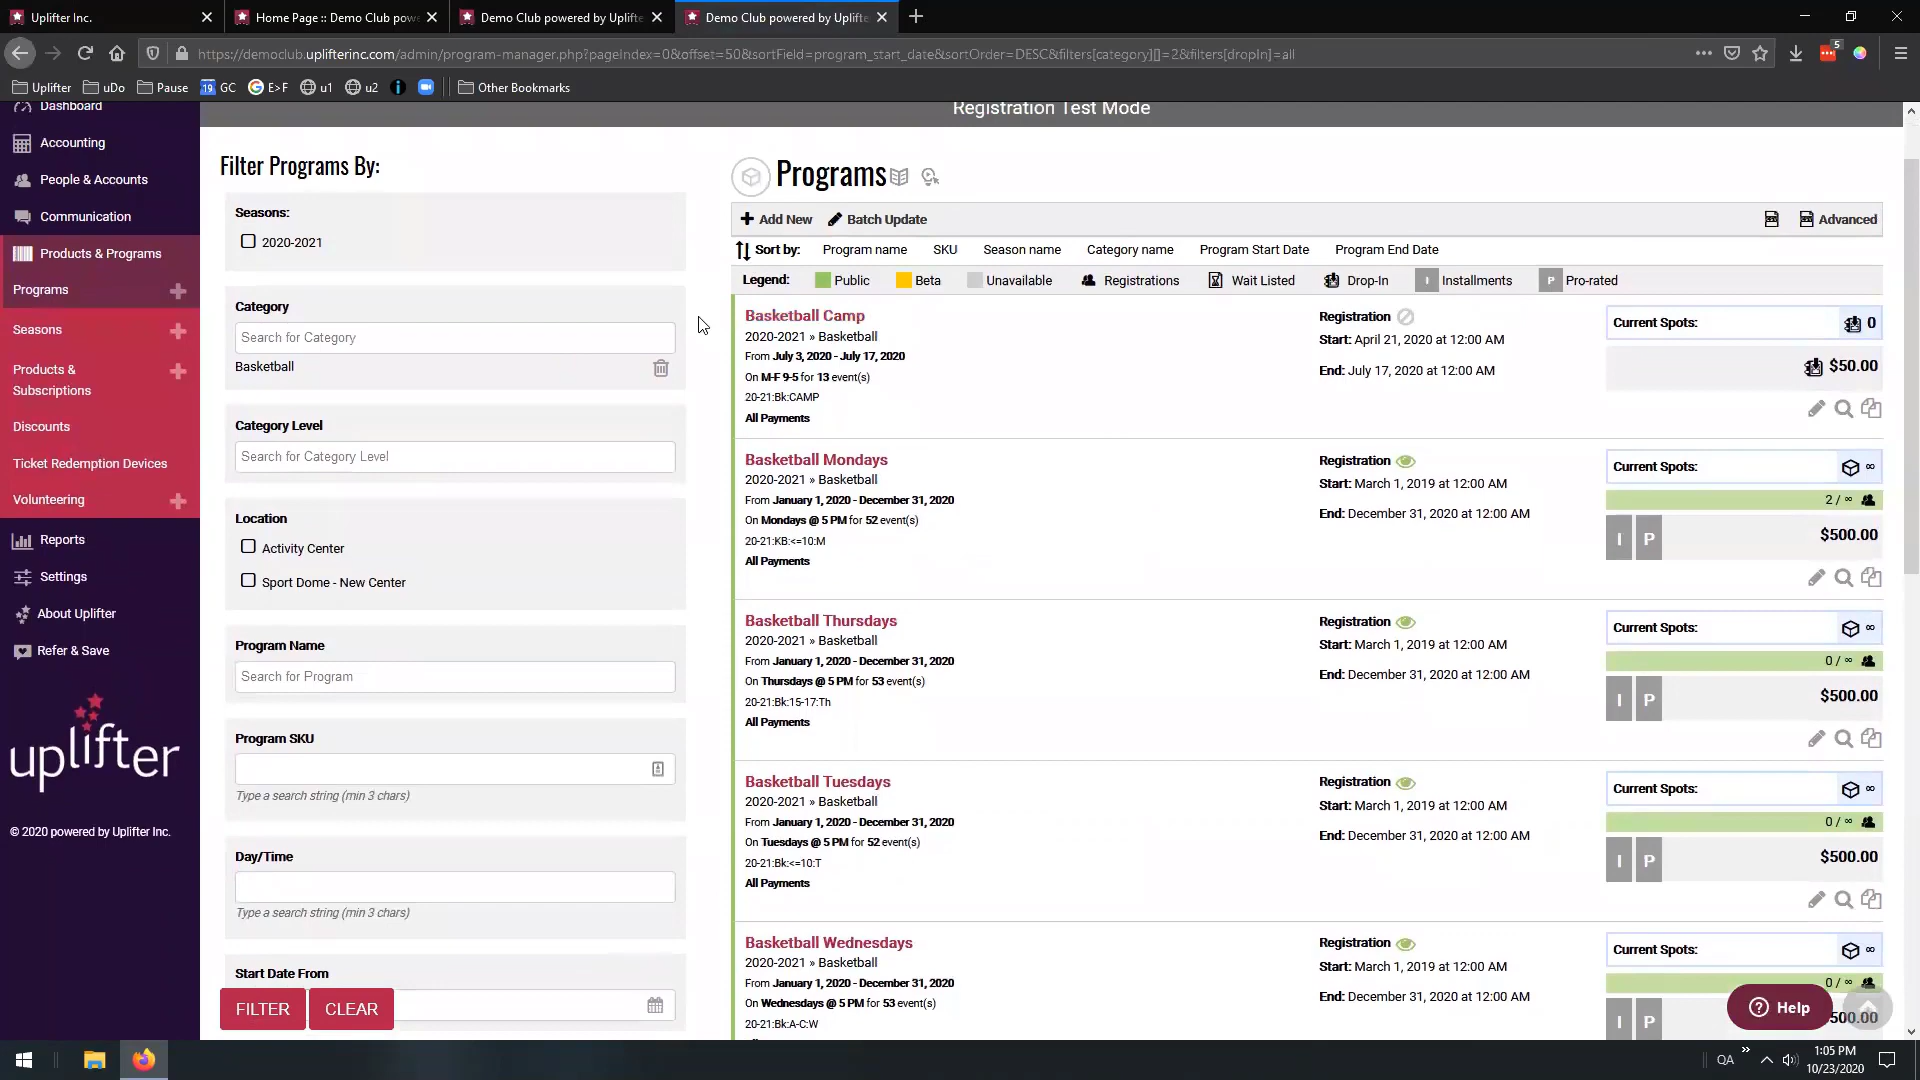 Uplifter Inc.
Home Page :: Demo Club powe
Demo Club powered by Uplifte
Demo Club powered by Uplifte
https://democlub.uplifterinc.com/admin/program-manager.php?pageIndex=0&offset=50&sortField=program_start_date&sortOrder=DESC&filters[category][]=2&filters[dropIn]=all
5
Uplifter
uDo
Pause
19 GC
E>F
u1
u2
Other Bookmarks
Dashboard
Accounting
People & Accounts
Communication
Products & Programs
Programs
Seasons
Products & Subscriptions
Discounts
Ticket Redemption Devices
Volunteering
Reports
Settings
About Uplifter
Refer & Save
uplifter
© 2020 powered by Uplifter Inc.
Registration Test Mode
Filter Programs By:
Seasons:
2020-2021
Category
Search for Category
Basketball
Category Level
Search for Category Level
Location
Activity Center
Sport Dome - New Center
Program Name
Search for Program
Program SKU
Type a search string (min 3 chars)
Day/Time
Type a search string (min 3 chars)
Start Date From
FILTER
CLEAR
Programs
Add New
Batch Update
Advanced
Sort by: Program name SKU Season name Category name Program Start Date Program End Date
Legend: Public Beta Unavailable Registrations Wait Listed Drop-In I Installments P Pro-rated
Basketball Camp
2020-2021 » Basketball
From July 3, 2020 - July 17, 2020
On M-F 9-5 for 13 event(s)
20-21:Bk:CAMP
All Payments
Registration
Start: April 21, 2020 at 12:00 AM
End: July 17, 2020 at 12:00 AM
Current Spots: 0
$50.00
Basketball Mondays
2020-2021 » Basketball
From January 1, 2020 - December 31, 2020
On Mondays @ 5 PM for 52 event(s)
20-21:KB:<=10:M
All Payments
Registration
Start: March 1, 2019 at 12:00 AM
End: December 31, 2020 at 12:00 AM
Current Spots: ∞
2 / ∞
I P $500.00
Basketball Thursdays
2020-2021 » Basketball
From January 1, 2020 - December 31, 2020
On Thursdays @ 5 PM for 53 event(s)
20-21:Bk:15-17:Th
All Payments
Registration
Start: March 1, 2019 at 12:00 AM
End: December 31, 2020 at 12:00 AM
Current Spots: ∞
0 / ∞
I P $500.00
Basketball Tuesdays
2020-2021 » Basketball
From January 1, 2020 - December 31, 2020
On Tuesdays @ 5 PM for 52 event(s)
20-21:Bk:<=10:T
All Payments
Registration
Start: March 1, 2019 at 12:00 AM
End: December 31, 2020 at 12:00 AM
Current Spots: ∞
0 / ∞
I P $500.00
Basketball Wednesdays
2020-2021 » Basketball
From January 1, 2020 - December 31, 2020
On Wednesdays @ 5 PM for 53 event(s)
20-21:Bk:A-C:W
Registration
Start: March 1, 2019 at 12:00 AM
End: December 31, 2020 at 12:00 AM
Current Spots: ∞
0 / ∞
I P 500.00
Help
QA
1:05 PM
10/23/2020